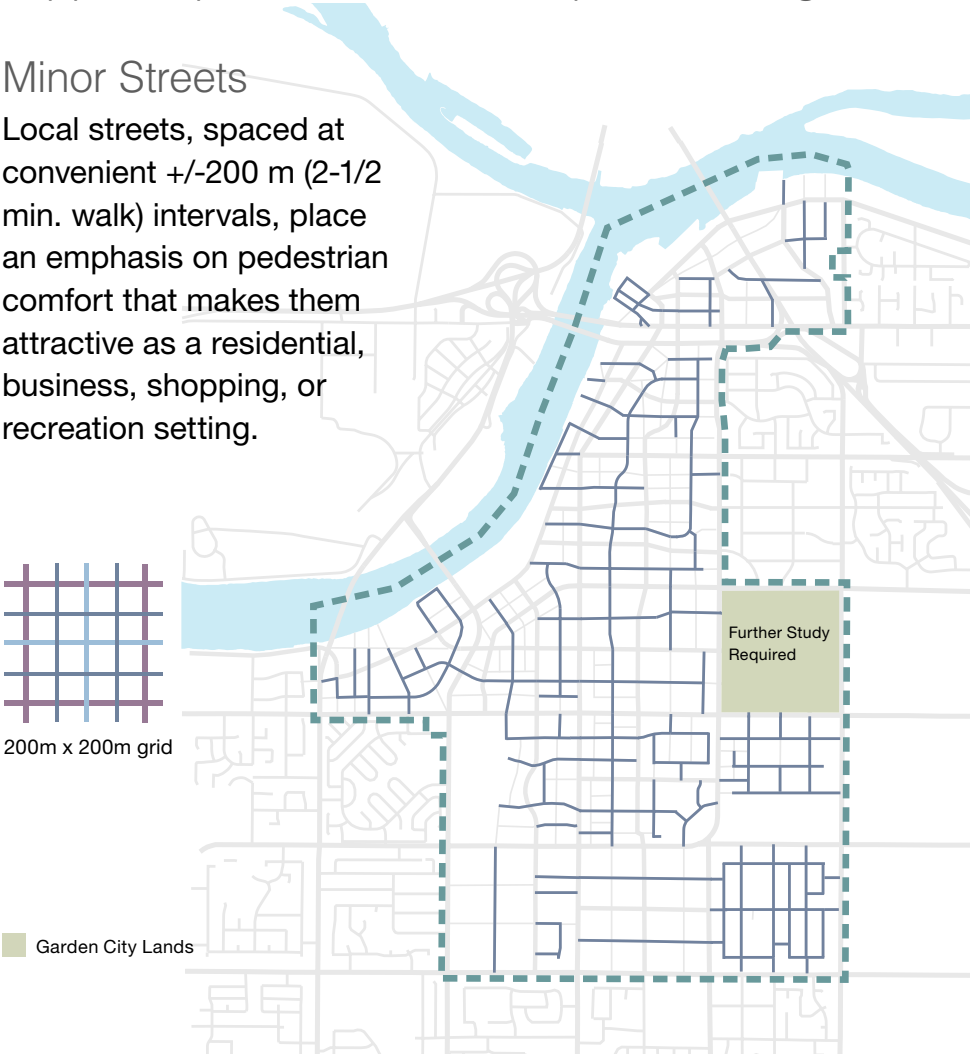 Minor Streets
Local streets, spaced at
convenient +/-200 m (2-1/2
min. walk) intervals, place
an emphasis on pedestrian
comfort that makes them
attractive as a residential,
business, shopping, or
recreation setting.
Further Study
Required
200m x 200m grid
Garden City Lands